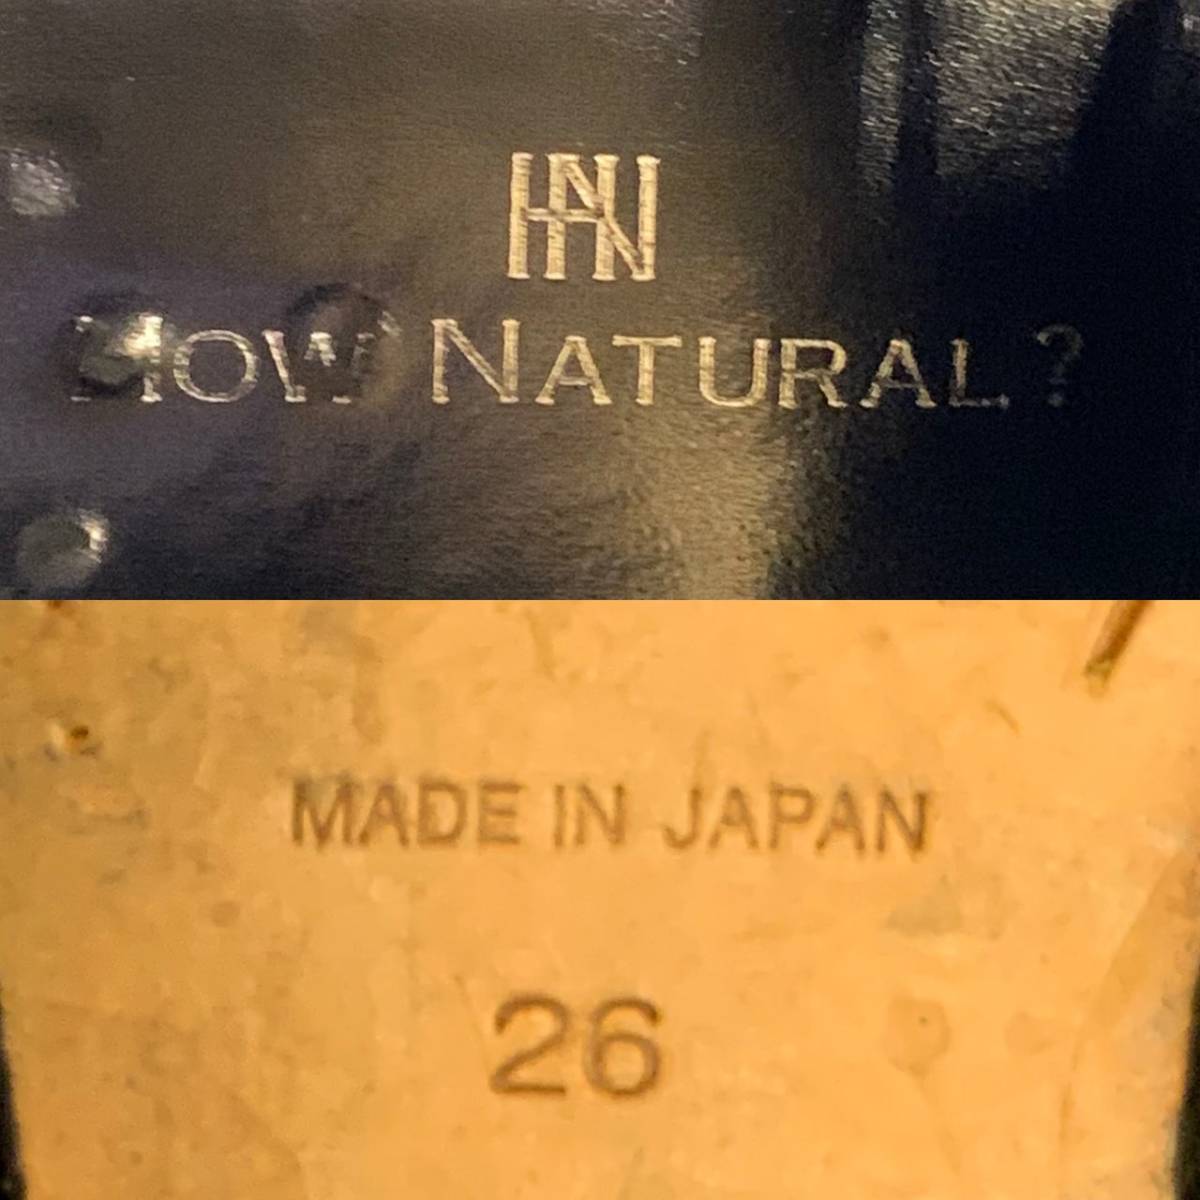 HN
HOW NATURAL?
MADE IN JAPAN
26